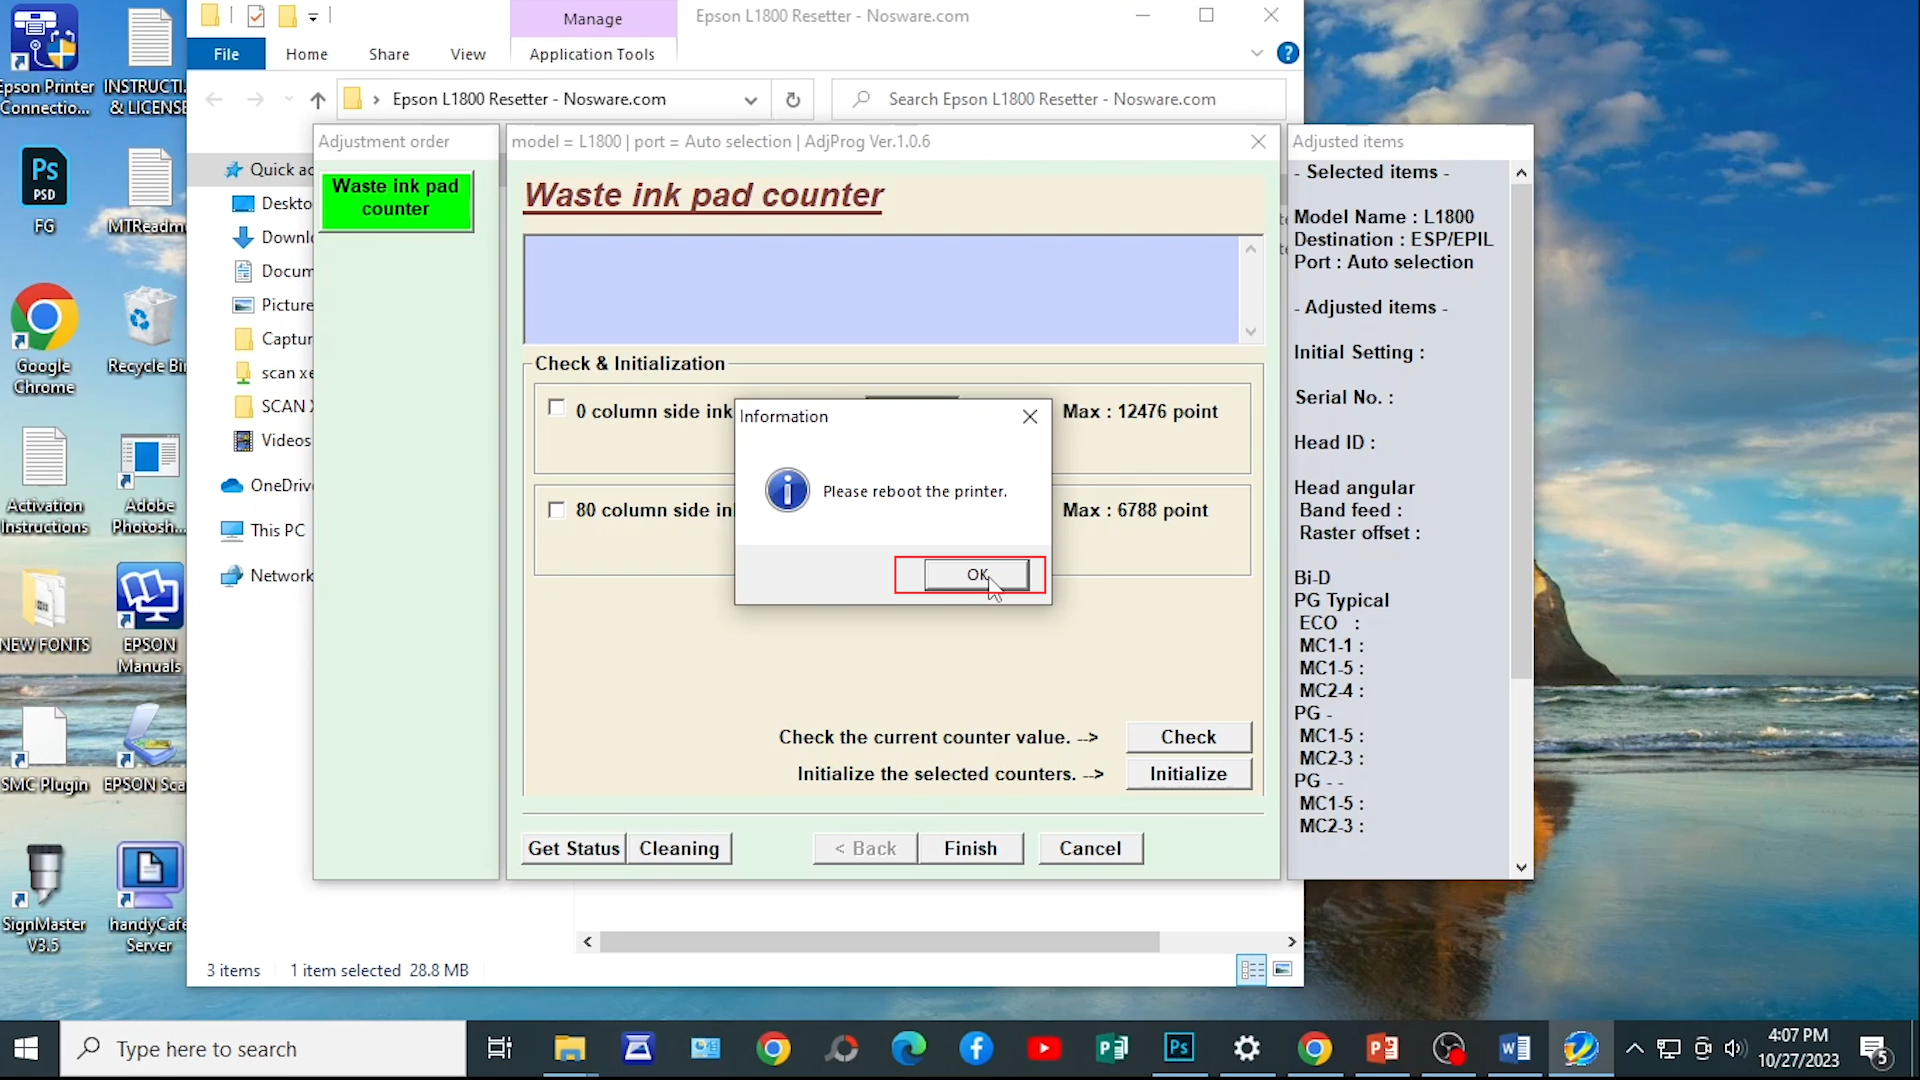 Manage
Epson L1800 Resetter - Nosware.com
File
Home
Share
View
Application Tools
Epson L1800 Resetter - Nosware.com
Search Epson L1800 Resetter - Nosware.com
Epson Printer
Connectio...
INSTRUCTI
& LICENSE
Ps
PSD
FG
MTReadm
Google
Chrome
Recycle Bin
Activation
Instructions
Adobe
Photosh...
NEW FONTS
EPSON
Manuals
SMC Plugin
EPSON Sca
SignMaster
V3.5
handyCafe
Server
Quick ac
Deskto
Downl
Docum
Picture
Captur
scan xe
SCAN X
Videos
OneDriv
This PC
Network
Adjustment order
Waste ink pad
counter
model = L1800 | port = Auto selection | AdjProg Ver.1.0.6
Waste ink pad counter
Check & Initialization
0 column side ink
Max : 12476 point
80 column side in
Max : 6788 point
Information
Please reboot the printer.
OK
Check the current counter value. -->
Check
Initialize the selected counters. -->
Initialize
Get Status
Cleaning
< Back
Finish
Cancel
Adjusted items
- Selected items -
Model Name : L1800
Destination : ESP/EPIL
Port : Auto selection
- Adjusted items -
Initial Setting :
Serial No. :
Head ID :
Head angular
Band feed :
Raster offset :
Bi-D
PG Typical
ECO :
MC1-1 :
MC1-5 :
MC2-4 :
PG -
MC1-5 :
MC2-3 :
PG - -
MC1-5 :
MC2-3 :
3 items
1 item selected 28.8 MB
Type here to search
Ps
4:07 PM
10/27/2023
5